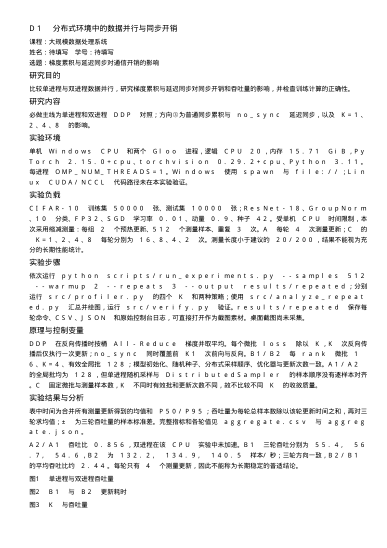 D1 分布式环境中的数据并行与同步开销
课程：大规模数据处理系统
姓名：待填写 学号：待填写
选题：梯度累积与延迟同步对通信开销的影响
研究目的
比较单进程与双进程数据并行，研究梯度累积与延迟同步对同步开销和吞吐量的影响，并检查训练计算的正确性。
研究内容
必做主线为单进程和双进程 DDP 对照；方向①为普通同步累积与 no_sync 延迟同步，以及 K=1、
2、4、8 的影响。
实验环境
单机 Windows CPU 和两个 Gloo 进程，逻辑 CPU 20，内存 15.71 GiB，Py
Torch 2.15.0+cpu、torchvision 0.29.2+cpu、Python 3.11。
每进程 OMP_NUM_THREADS=1。Windows 使用 spawn 与 file://；Lin
ux CUDA/NCCL 代码路径未在本实验验证。
实验负载
CIFAR-10 训练集 50000 张、测试集 10000 张；ResNet-18、GroupNorm
、10 分类、FP32、SGD 学习率 0.01、动量 0.9、种子 42。受单机 CPU 时间限制，本
次采用缩减测量：每组 2 个预热更新、512 个测量样本、重复 3 次。A 每轮 4 次测量更新；C 的
K=1、2、4、8 每轮分别为 16、8、4、2 次。测量长度小于建议的 20/200，结果不能视为充
分的长期性能统计。
实验步骤
依次运行 python scripts/run_experiments.py --samples 512
--warmup 2 --repeats 3 --output results/repeated；分别
运行 src/profiler.py 的四个 K 和两种策略；使用 src/analyze_repeat
ed.py 汇总并绘图，运行 src/verify.py 验证。results/repeated 保存每
轮命令、CSV、JSON 和原始控制台日志，可直接打开作为截图素材。桌面截图尚未采集。
原理与控制变量
DDP 在反向传播时按桶 All-Reduce 梯度并取平均。每个微批 loss 除以 K，K 次反向传
播后仅执行一次更新；no_sync 同时覆盖前 K1 次前向与反向。B1/B2 每 rank 微批 1
6、K=4、有效全局批 128；模型初始化、随机种子、分布式采样顺序、优化器与更新次数一致。A1/A2
的全局批均为 128，但单进程随机采样与 DistributedSampler 的样本顺序没有逐样本对齐
。C 固定微批与测量样本数，K 不同时有效批和更新次数不同，故不比较不同 K 的收敛质量。
实验结果与分析
表中时间为合并所有测量更新得到的均值和 P50/P95；吞吐量为每轮总样本数除以该轮更新时间之和，再对三
轮求均值；± 为三轮吞吐量的样本标准差。完整指标和各轮值见 aggregate.csv 与 aggreg
ate.json。
A2/A1 吞吐比 0.856，双进程在该 CPU 实验中未加速。B1 三轮吞吐分别为 55.4、56
.7、54.6，B2 为 132.2、134.9、140.5 样本/秒；三轮方向一致，B2/B1
的平均吞吐比约 2.44。每轮只有 4 个测量更新，因此不能称为长期稳定的普适结论。
图1 单进程与双进程吞吐量
图2 B1 与 B2 更新耗时
图3 K 与吞吐量